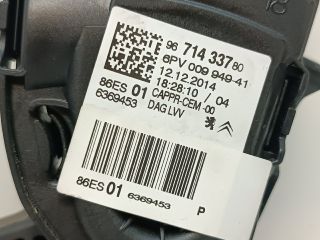 96 714 337 80
6PV 009 949-41
12.12.2014
18:28:10 / 04
86ES 01 CAPPR-CEM-00
6369453 DAG LVV
86ES 01 6369453 P